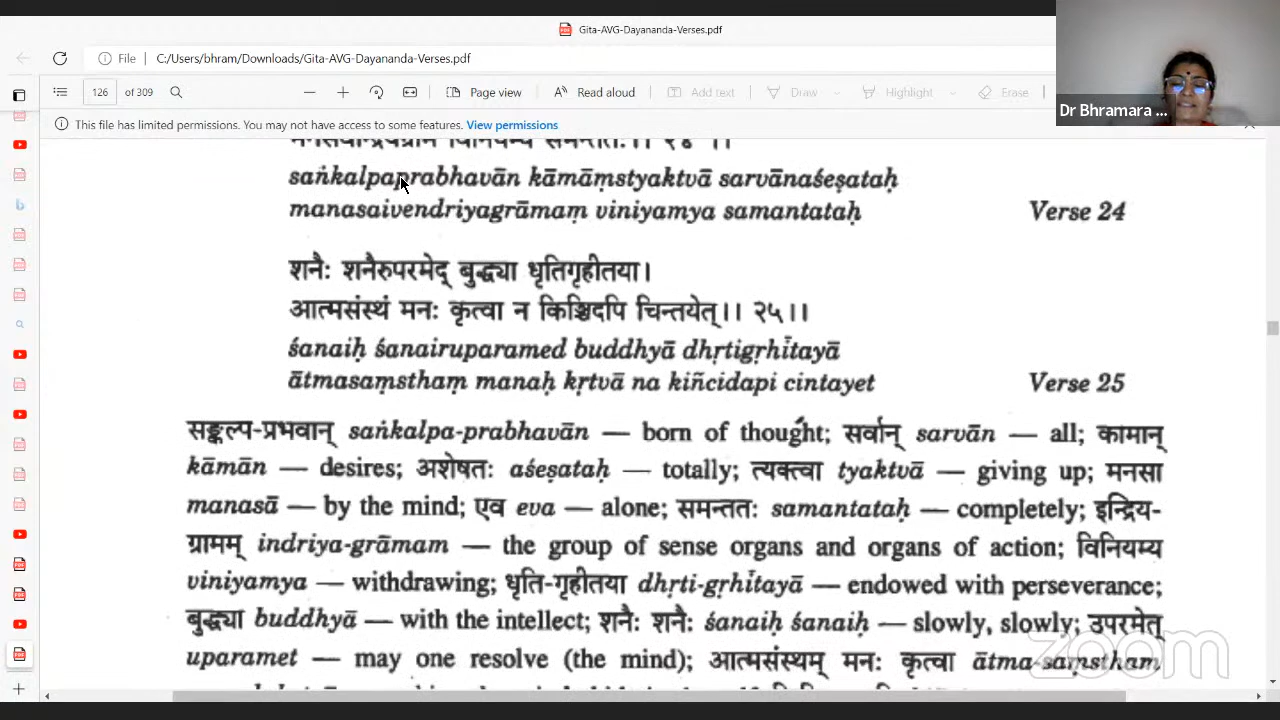 Gita-AVG-Dayananda-Verses.pdf
File C:/Users/bhram/Downloads/Gita-AVG-Dayananda-Verses.pdf
126 of 309 Page view Read aloud Add text Draw Highlight Erase
Dr Bhramara ...
This file has limited permissions. You may not have access to some features. View permissions
saṅkalpaprabhavān kāmāṃstyaktvā sarvānaśeṣataḥ
manasaivendriyagrāmaṃ viniyamya samantataḥ Verse 24
शनैः शनैरुपरमेद् बुद्ध्या धृतिगृहीतया।
आत्मसंस्थं मनः कृत्वा न किञ्चिदपि चिन्तयेत्।। २५।।
śanaiḥ śanairuparamed buddhyā dhṛtigṛhītayā
ātmasaṃsthaṃ manaḥ kṛtvā na kiñcidapi cintayet Verse 25
सङ्कल्प-प्रभवान् saṅkalpa-prabhavān — born of thought; सर्वान् sarvān — all; कामान्
kāmān — desires; अशेषतः aśeṣataḥ — totally; त्यक्त्वा tyaktvā — giving up; मनसा
manasā — by the mind; एव eva — alone; समन्ततः samantataḥ — completely; इन्द्रिय-
ग्रामम् indriya-grāmam — the group of sense organs and organs of action; विनियम्य
viniyamya — withdrawing; धृति-गृहीतया dhṛti-gṛhītayā — endowed with perseverance;
बुद्ध्या buddhyā — with the intellect; शनैः शनैः śanaiḥ śanaiḥ — slowly, slowly; उपरमेत्
uparamet — may one resolve (the mind); आत्मसंस्थम् मनः कृत्वा ātma-saṃstham
zoom